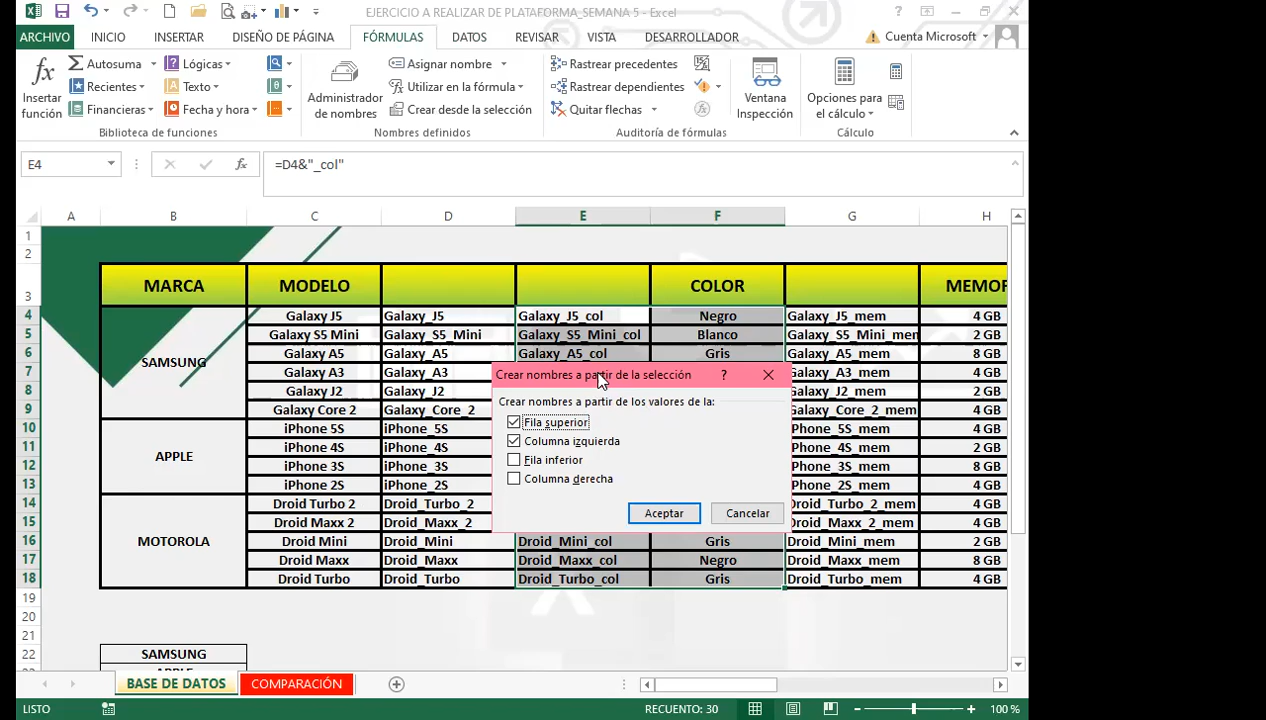 EJERCICIO A REALIZAR DE PLATAFORMA_SEMANA 5 - Excel
ARCHIVO INICIO INSERTAR DISEÑO DE PÁGINA FÓRMULAS DATOS REVISAR VISTA DESARROLLADOR Cuenta Microsoft
fx Insertar función
Σ Autosuma
Recientes
Financieras
Lógicas
Texto
Fecha y hora
Biblioteca de funciones
Administrador de nombres
Asignar nombre
Utilizar en la fórmula
Crear desde la selección
Nombres definidos
Rastrear precedentes
Rastrear dependientes
Quitar flechas
Auditoría de fórmulas
Ventana Inspección
Opciones para el cálculo
Cálculo
E4 fx =D4&"_col"
A B C D E F G H
1
2
3 MARCA MODELO COLOR MEMOR
4 Galaxy J5 Galaxy_J5 Galaxy_J5_col Negro Galaxy_J5_mem 4 GB
5 Galaxy S5 Mini Galaxy_S5_Mini Galaxy_S5_Mini_col Blanco Galaxy_S5_Mini_mem 2 GB
6 SAMSUNG Galaxy A5 Galaxy_A5 Galaxy_A5_col Gris Galaxy_A5_mem 8 GB
7 Galaxy A3 Galaxy_A3 Galaxy_A3_mem 4 GB
8 Galaxy J2 Galaxy_J2 Galaxy_J2_mem 2 GB
9 Galaxy Core 2 Galaxy_Core_2 Galaxy_Core_2_mem 4 GB
10 iPhone 5S iPhone_5S Phone_5S_mem 4 GB
11 APPLE iPhone 4S iPhone_4S Phone_4S_mem 2 GB
12 iPhone 3S iPhone_3S Phone_3S_mem 8 GB
13 iPhone 2S iPhone_2S Phone_2S_mem 4 GB
14 Droid Turbo 2 Droid_Turbo_2 Droid_Turbo_2_mem 4 GB
15 Droid Maxx 2 Droid_Maxx_2 Droid_Maxx_2_mem 4 GB
16 MOTOROLA Droid Mini Droid_Mini Droid_Mini_col Gris Droid_Mini_mem 2 GB
17 Droid Maxx Droid_Maxx Droid_Maxx_col Negro Droid_Maxx_mem 8 GB
18 Droid Turbo Droid_Turbo Droid_Turbo_col Gris Droid_Turbo_mem 4 GB
19
20
21
22 SAMSUNG
Crear nombres a partir de la selección ?
Crear nombres a partir de los valores de la:
Fila superior
Columna izquierda
Fila inferior
Columna derecha
Aceptar Cancelar
BASE DE DATOS COMPARACIÓN
LISTO RECUENTO: 30 100 %